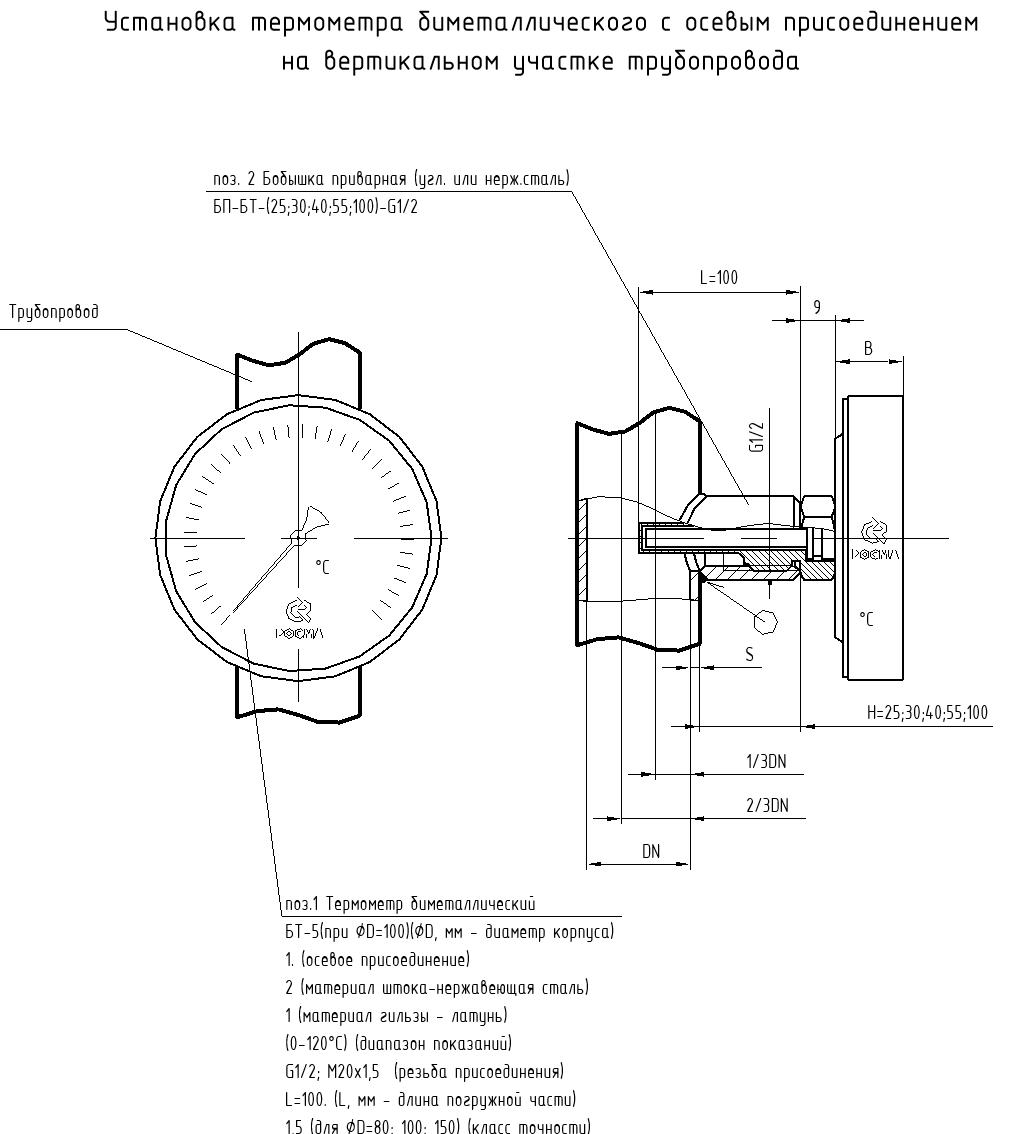 Установка термометра биметаллического с осевым присоединением
на вертикальном участке трубопровода
поз. 2 Бобышка приварная (угл. или нерж.сталь)
БП-БТ-(25;30;40;55;100)-G1/2
L=100
9
B
Трубопровод
G1/2
°C
РОСМА
РОСМА
°C
S
H=25;30;40;55;100
1/3DN
2/3DN
DN
поз.1 Термометр биметаллический
БТ-5(при ϕD=100)(ϕD, мм - диаметр корпуса)
1. (осевое присоединение)
2 (материал штока-нержавеющая сталь)
1 (материал гильзы - латунь)
(0-120°C) (диапазон показаний)
G1/2; М20х1,5 (резьба присоединения)
L=100. (L, мм - длина погружной части)
1,5 (для ϕD=80; 100; 150) (класс точности)